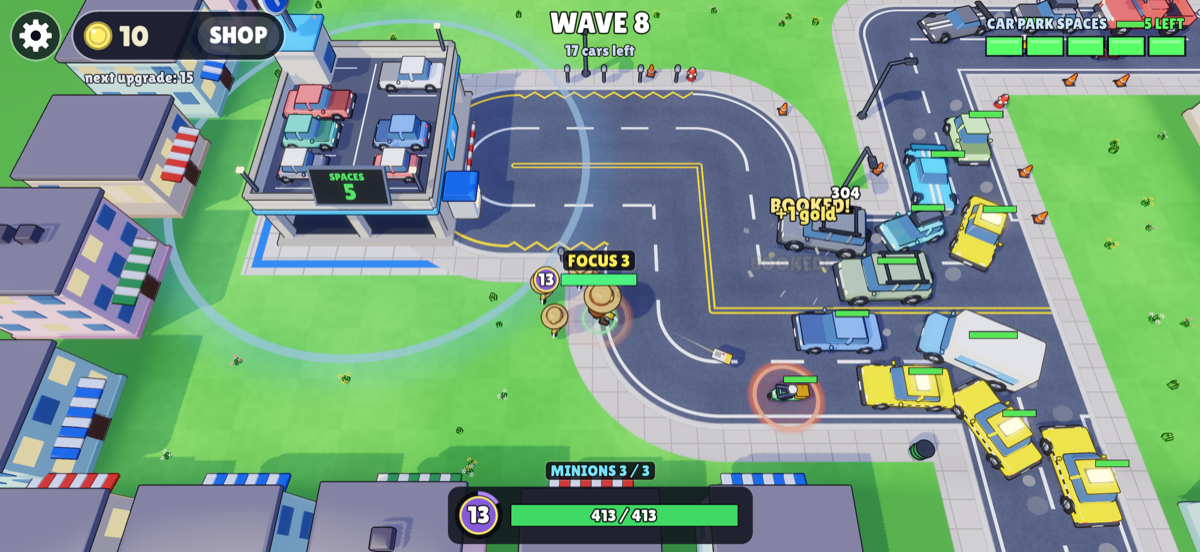 10
SHOP
next upgrade: 15
WAVE 8
17 cars left
CAR PARK SPACES
5 LEFT
SPACES
5
304
BOOKED!
+1 gold
BOOKED
13
FOCUS 3
MINIONS 3 / 3
13
413 / 413